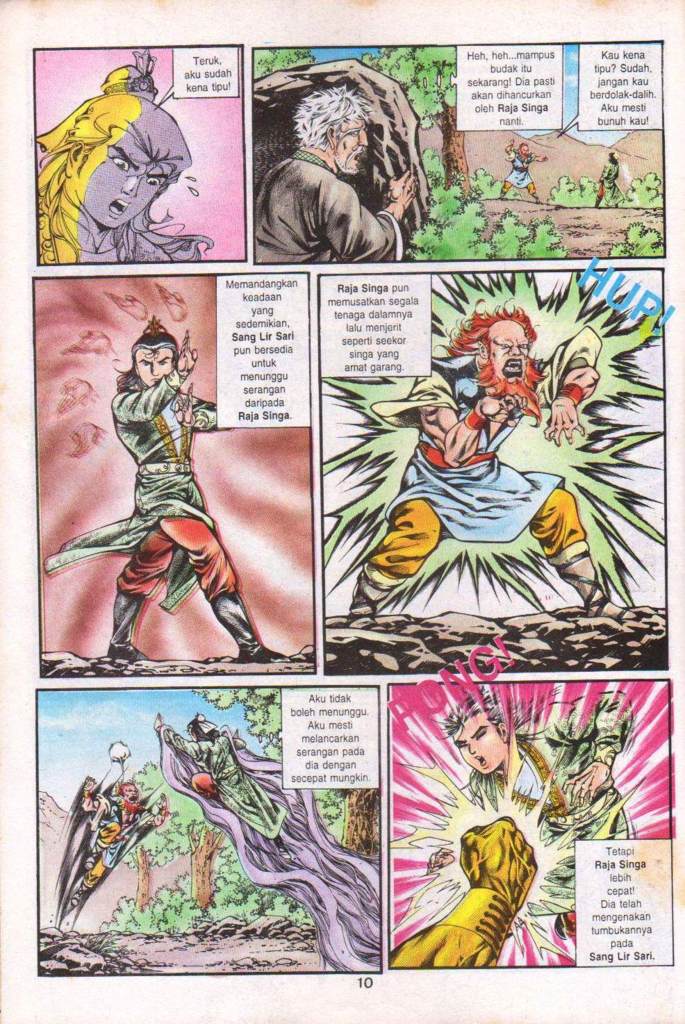 Teruk,
aku sudah
kena tipu!
Heh, heh...mampus
budak itu
sekarang! Dia pasti
akan dihancurkan
oleh Raja Singa
nanti.
Kau kena
tipu? Sudah,
jangan kau
berdolak-dalih.
Aku mesti
bunuh kau!
Memandangkan
keadaan
yang
sedemikian,
Sang Lir Sari
pun bersedia
untuk
menunggu
serangan
daripada
Raja Singa.
Raja Singa pun
memusatkan segala
tenaga dalamnya
lalu menjerit
seperti seekor
singa yang
amat garang.
HUP!
Aku tidak
boleh menunggu.
Aku mesti
melancarkan
serangan pada
dia dengan
secepat mungkin.
PONG!
Tetapi
Raja Singa
lebih
cepat!
Dia telah
mengenakan
tumbukannya
pada
Sang Lir Sari.
10